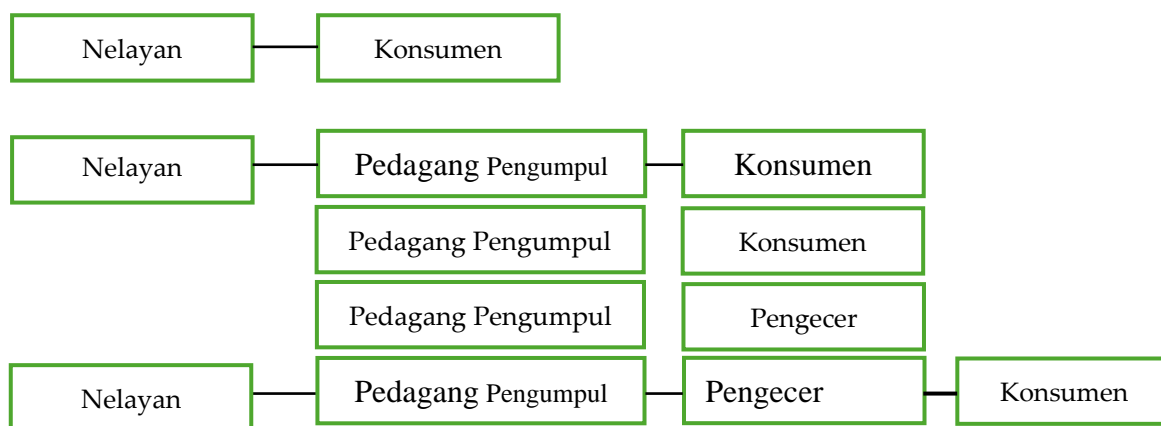 Nelayan Konsumen
Nelayan Pedagang Pengumpul Konsumen
Pedagang Pengumpul Konsumen
Pedagang Pengumpul Pengecer
Nelayan Pedagang Pengumpul Pengecer Konsumen